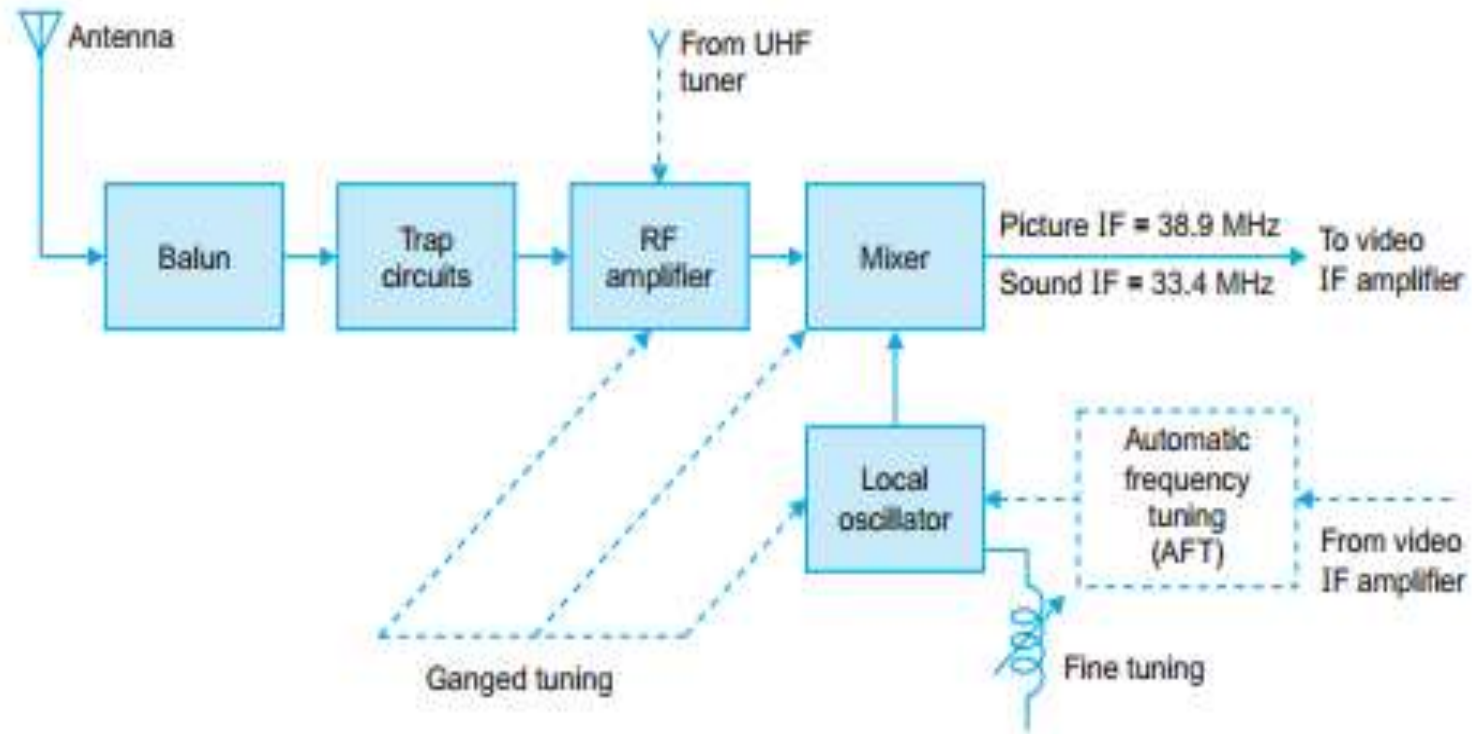 Antenna
From UHF
tuner
Balun
Trap
circuits
RF
amplifier
Mixer
Picture IF = 38.9 MHz
Sound IF = 33.4 MHz
To video
IF amplifier
Local
oscillator
Automatic
frequency
tuning
(AFT)
From video
IF amplifier
Ganged tuning
Fine tuning